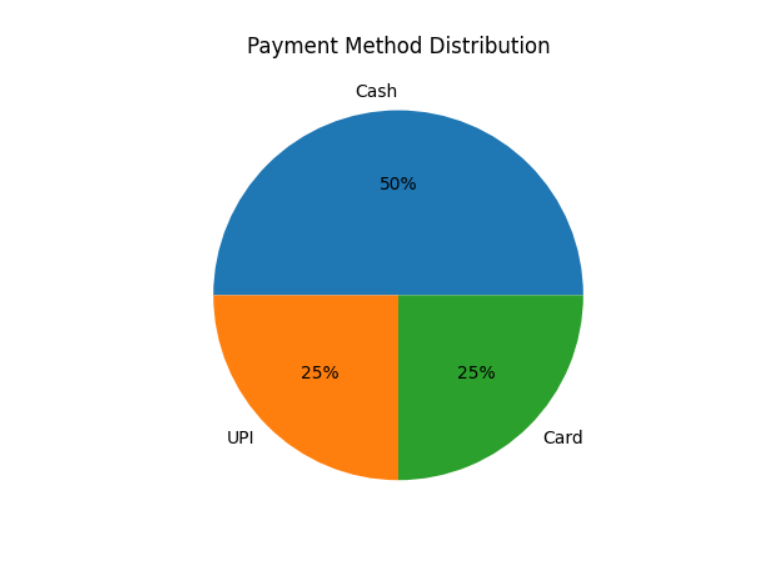 Payment Method Distribution
Cash
50%
25%
25%
UPI
Card